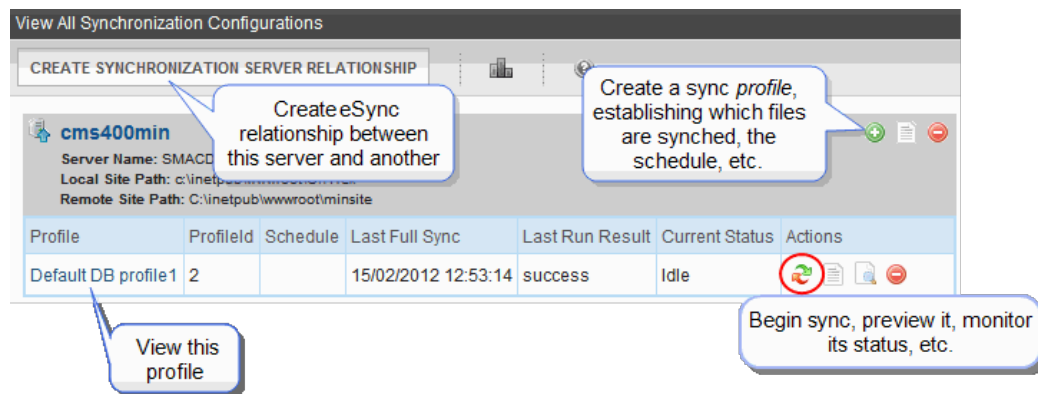 View All Synchronization Configurations
CREATE SYNCHRONIZATION SERVER RELATIONSHIP
Create eSync
relationship between
this server and another
Create a sync profile,
establishing which files
are synched, the
schedule, etc.
cms400min
Server Name: SMACD
Local Site Path: c:\inetpub\
Remote Site Path: C:\inetpub\wwwroot\minsite
Profile ProfileId Schedule Last Full Sync Last Run Result Current Status Actions
Default DB profile1 2 15/02/2012 12:53:14 success Idle
Begin sync, preview it, monitor
its status, etc.
View this
profile